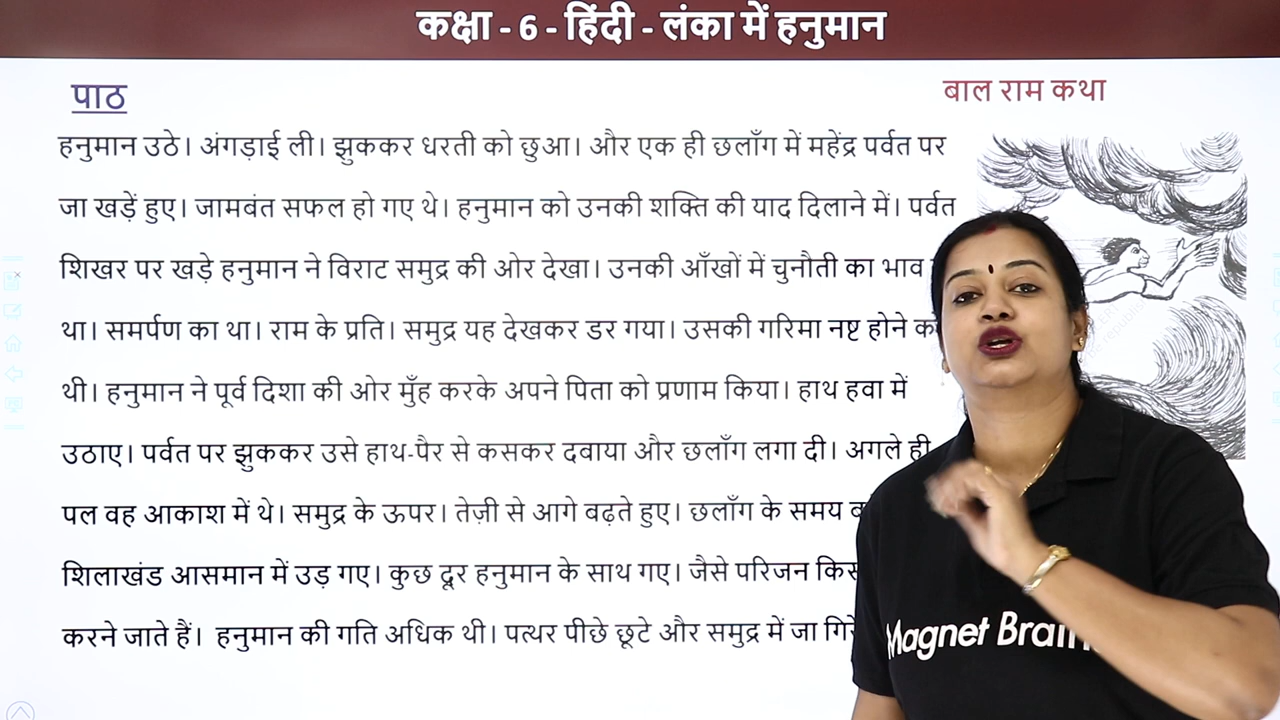 कक्षा - 6 - हिंदी - लंका में हनुमान
पाठ
बाल राम कथा
हनुमान उठे। अंगड़ाई ली। झुककर धरती को छुआ। और एक ही छलाँग में महेंद्र पर्वत पर
जा खड़ें हुए। जामबंत सफल हो गए थे। हनुमान को उनकी शक्ति की याद दिलाने में। पर्वत
शिखर पर खड़े हनुमान ने विराट समुद्र की ओर देखा। उनकी आँखों में चुनौती का भाव
था। समर्पण का था। राम के प्रति। समुद्र यह देखकर डर गया। उसकी गरिमा नष्ट होने
थी। हनुमान ने पूर्व दिशा की ओर मुँह करके अपने पिता को प्रणाम किया। हाथ हवा में
उठाए। पर्वत पर झुककर उसे हाथ-पैर से कसकर दबाया और छलाँग लगा दी। अगले ही
पल वह आकाश में थे। समुद्र के ऊपर। तेज़ी से आगे बढ़ते हुए। छलाँग के समय
शिलाखंड आसमान में उड़ गए। कुछ दूर हनुमान के साथ गए। जैसे परिजन
करने जाते हैं। हनुमान की गति अधिक थी। पत्थर पीछे छूटे और समुद्र में जा
Magnet